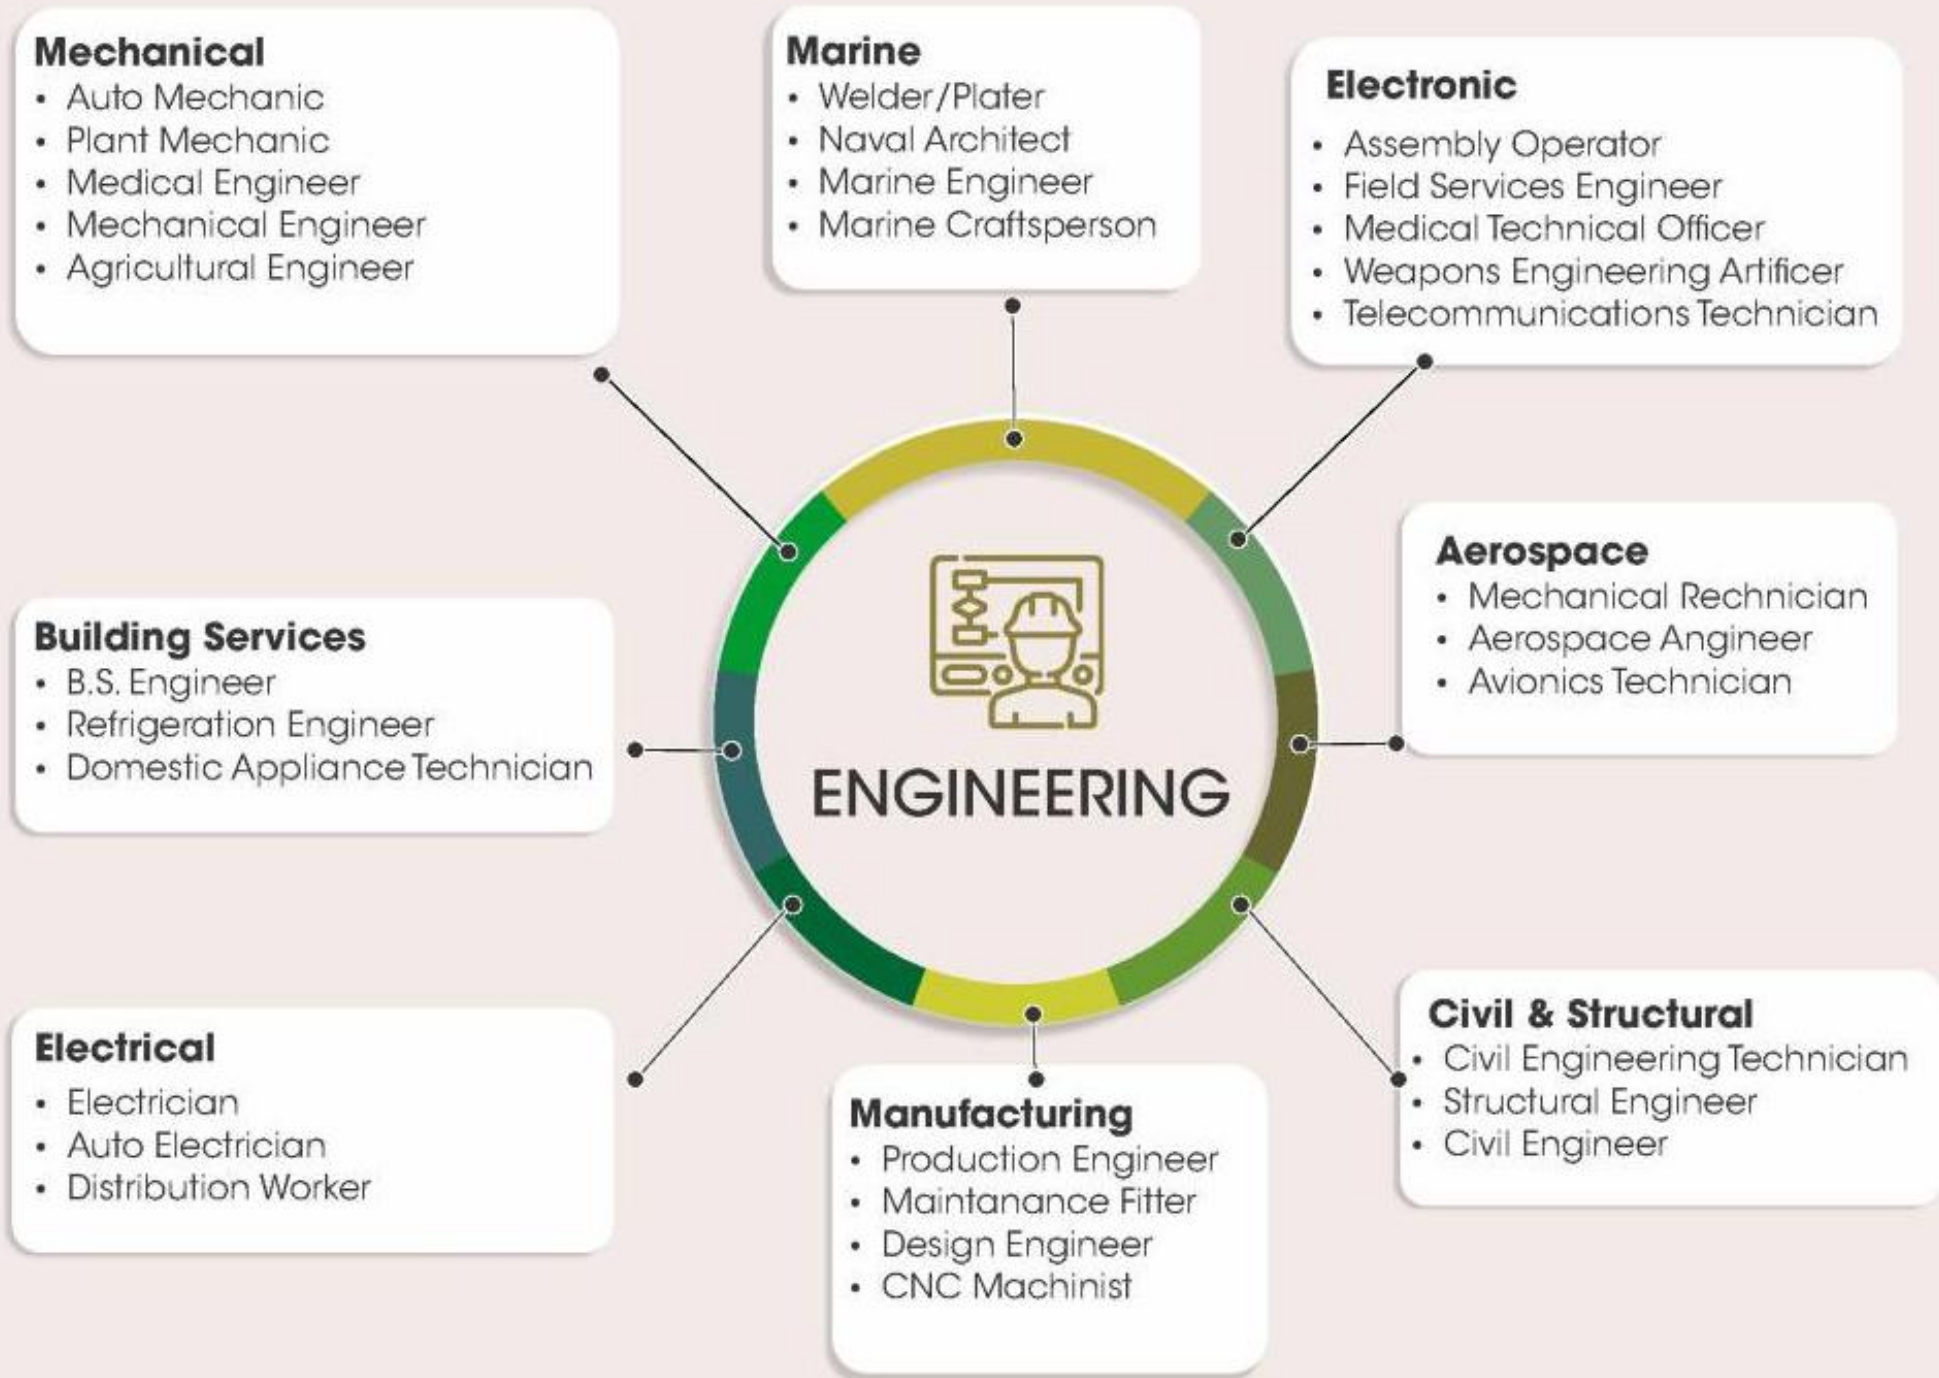 Mechanical
• Auto Mechanic
• Plant Mechanic
• Medical Engineer
• Mechanical Engineer
• Agricultural Engineer
Marine
• Welder/Plater
• Naval Architect
• Marine Engineer
• Marine Craftsperson
Electronic
• Assembly Operator
• Field Services Engineer
• Medical Technical Officer
• Weapons Engineering Artificer
• Telecommunications Technician
Building Services
• B.S. Engineer
• Refrigeration Engineer
• Domestic Appliance Technician
ENGINEERING
Aerospace
• Mechanical Rechnician
• Aerospace Angineer
• Avionics Technician
Electrical
• Electrician
• Auto Electrician
• Distribution Worker
Manufacturing
• Production Engineer
• Maintanance Fitter
• Design Engineer
• CNC Machinist
Civil & Structural
• Civil Engineering Technician
• Structural Engineer
• Civil Engineer